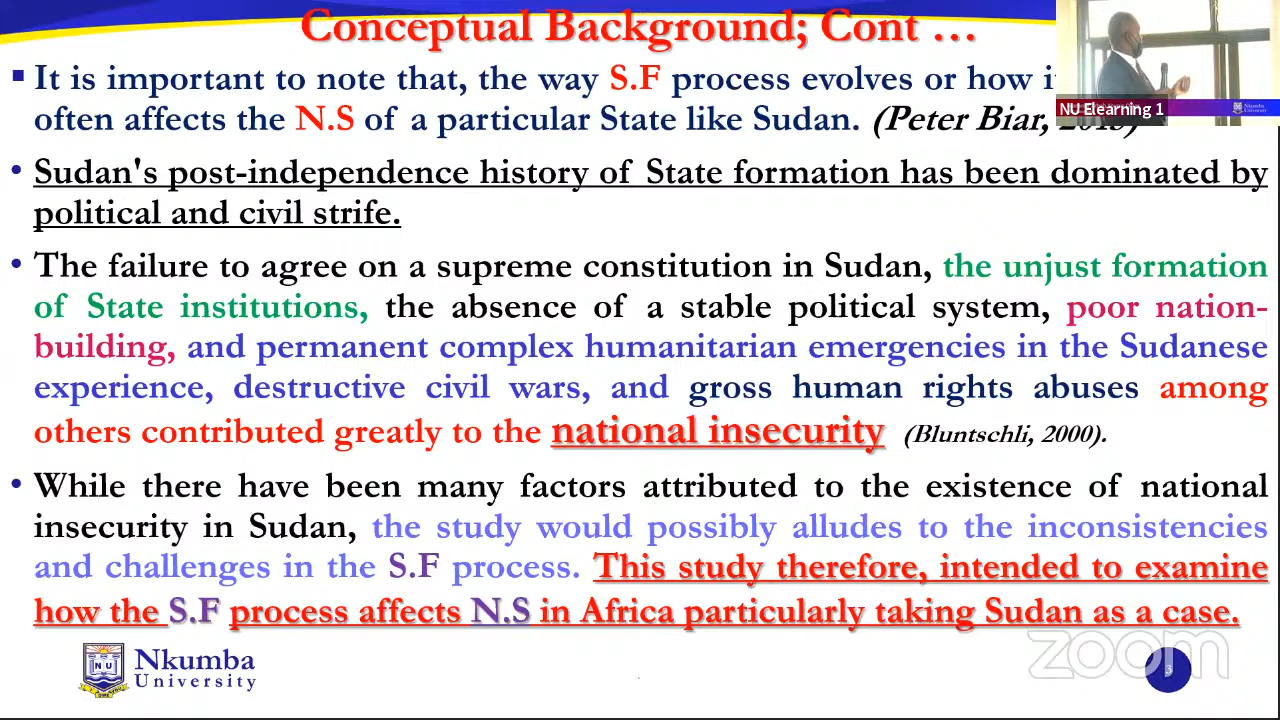 Conceptual Background; Cont …
▪ It is important to note that, the way S.F process evolves or how
often affects the N.S of a particular State like Sudan. (Peter Biar,
NU Elearning 1
• Sudan's post-independence history of State formation has been dominated by
political and civil strife.
• The failure to agree on a supreme constitution in Sudan, the unjust formation
of State institutions, the absence of a stable political system, poor nation-
building, and permanent complex humanitarian emergencies in the Sudanese
experience, destructive civil wars, and gross human rights abuses among
others contributed greatly to the national insecurity (Bluntschli, 2000).
• While there have been many factors attributed to the existence of national
insecurity in Sudan, the study would possibly alludes to the inconsistencies
and challenges in the S.F process. This study therefore, intended to examine
how the S.F process affects N.S in Africa particularly taking Sudan as a case.
Nkumba
University
N U
zoom
3